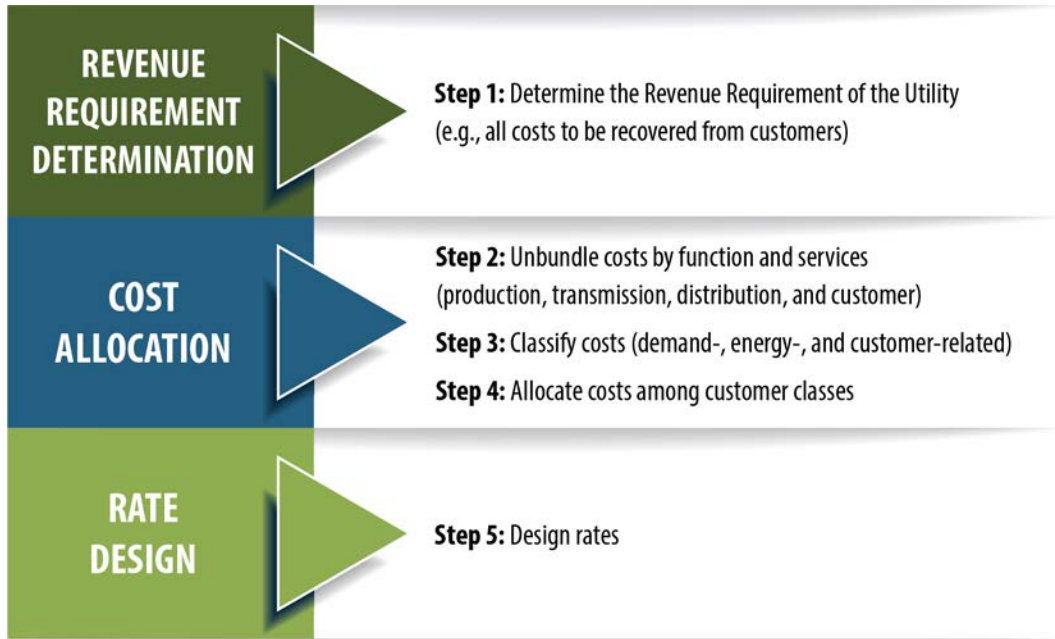 REVENUE
REQUIREMENT
DETERMINATION
Step 1: Determine the Revenue Requirement of the Utility
(e.g., all costs to be recovered from customers)
COST
ALLOCATION
Step 2: Unbundle costs by function and services
(production, transmission, distribution, and customer)
Step 3: Classify costs (demand-, energy-, and customer-related)
Step 4: Allocate costs among customer classes
RATE
DESIGN
Step 5: Design rates